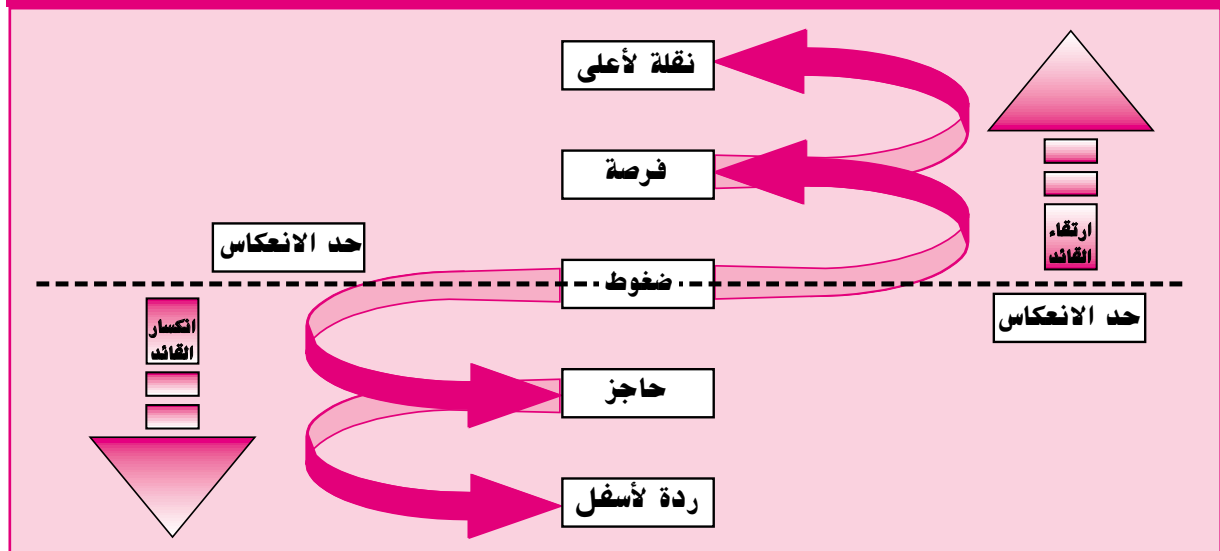 نقلة لأعلى
فرصة
ارتقاء
القائد
حد الانعكاس
ضغوط
حد الانعكاس
انكسار
القائد
حاجز
ردة لأسفل